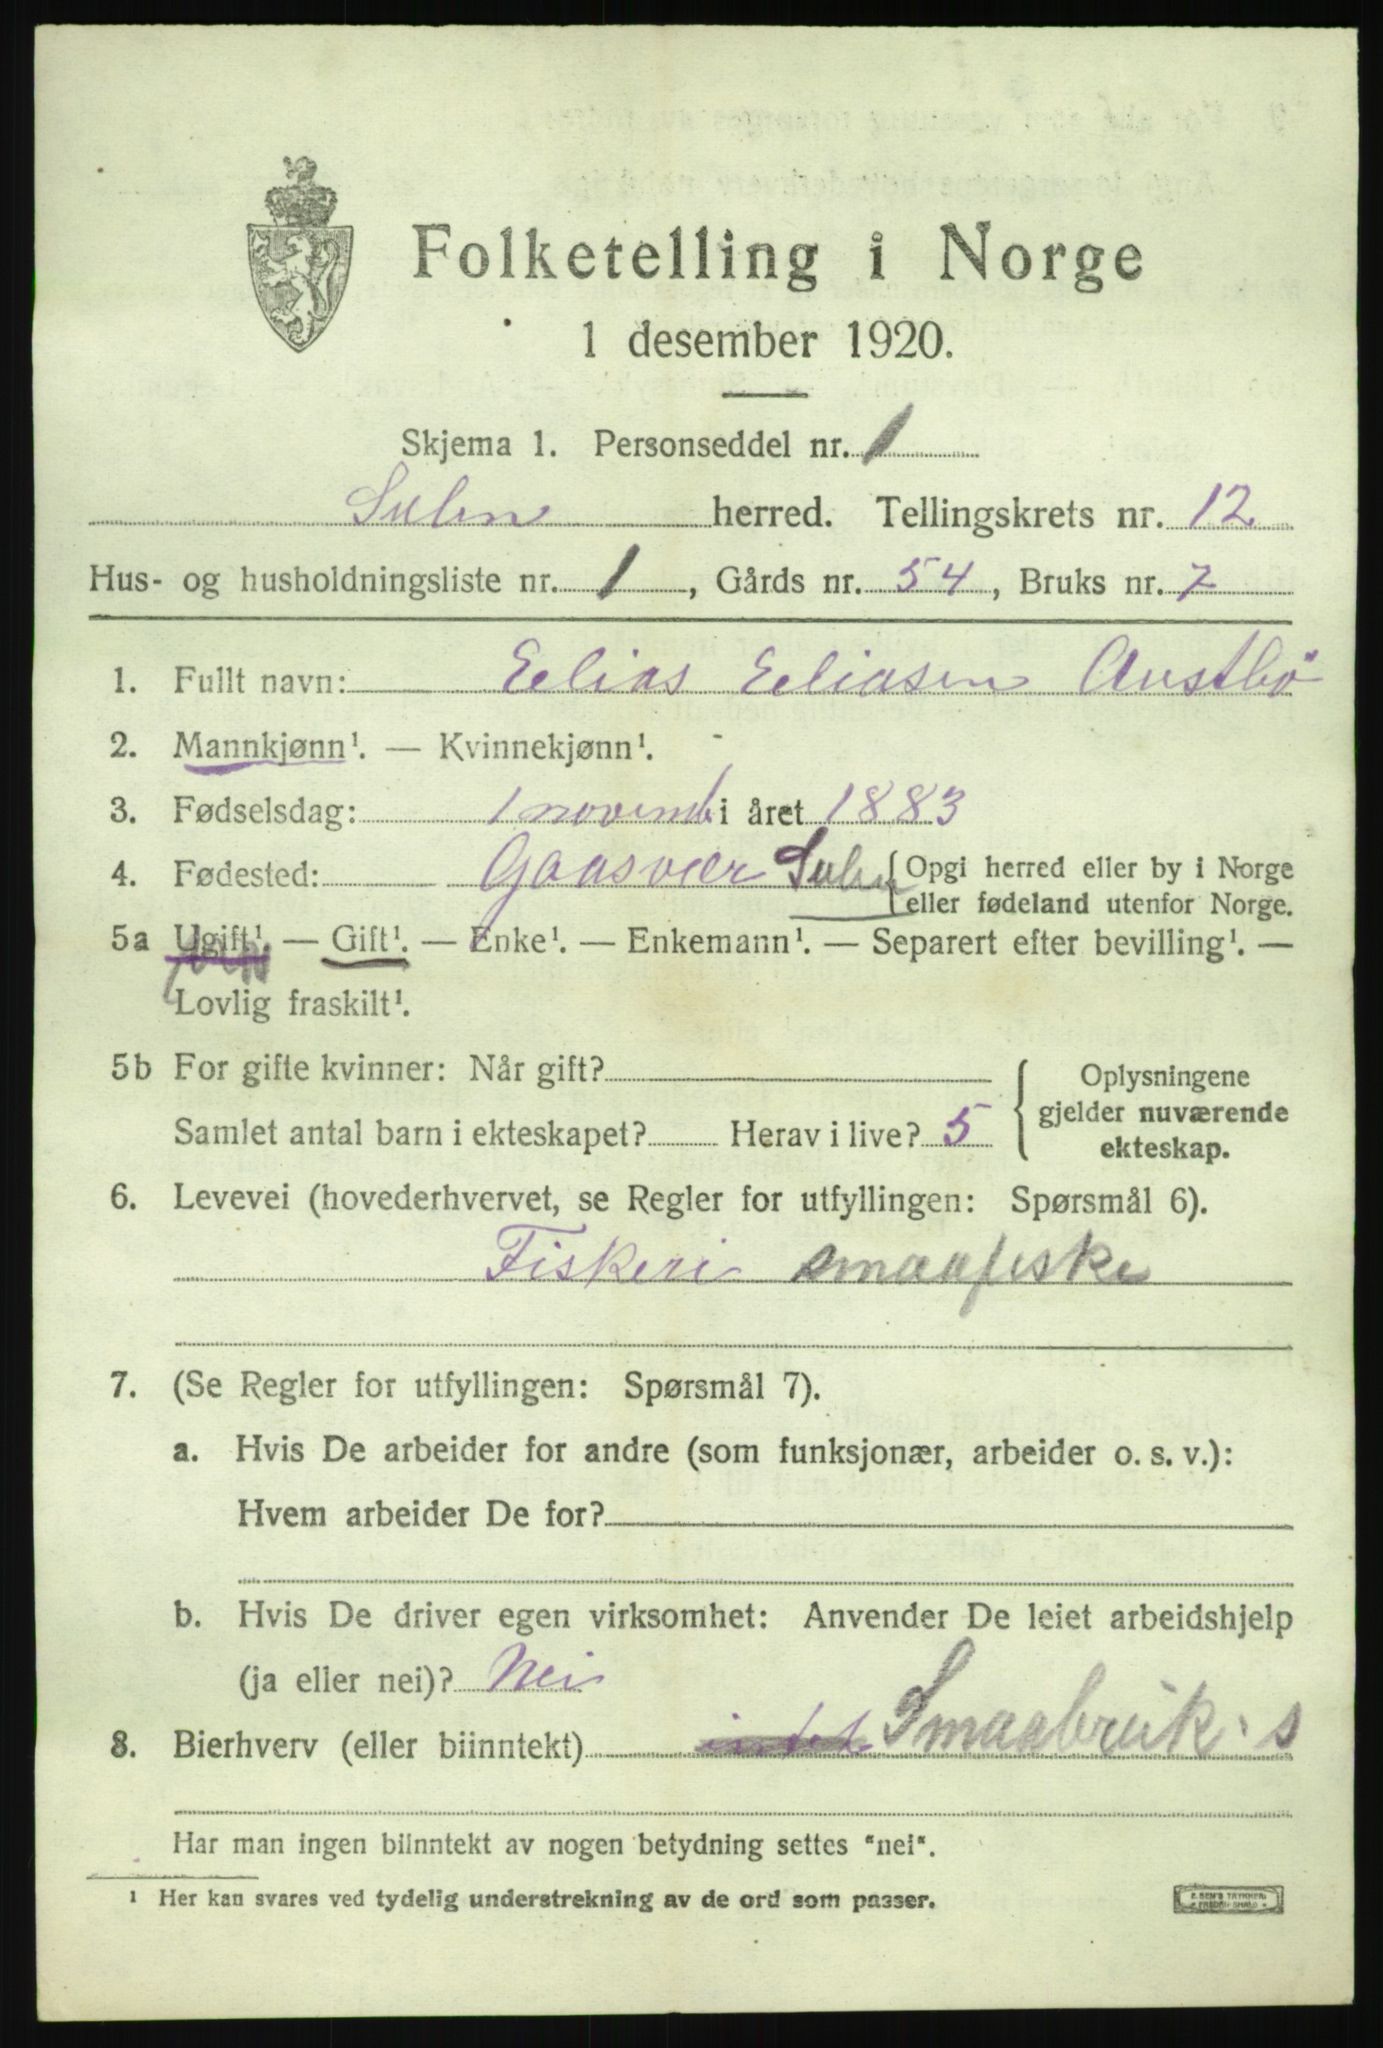 Folketelling i Norge
1 desember 1920.
Skjema 1. Personseddel nr. 1
Sulen herred. Tellingskrets nr. 12
Hus- og husholdningsliste nr. 1, Gårds nr. 54, Bruks nr. 7
1. Fullt navn: Eelias Eeliasen Austbö
2. Mannkjønn¹. — Kvinnekjønn¹.
3. Fødselsdag: 1 novemb. i året 1883
4. Fødested: Gaasvær Sulen {Opgi herred eller by i Norge
eller fødeland utenfor Norge.
5a Ugift¹. — Gift¹. — Enke¹. — Enkemann¹. — Separert efter bevilling¹. —
Lovlig fraskilt¹.
5b For gifte kvinner: Når gift?
Samlet antal barn i ekteskapet? Herav i live? 5
{ Oplysningene
gjelder nuværende
ekteskap.
6. Levevei (hovederhvervet, se Regler for utfyllingen: Spørsmål 6).
Fiskeri smaafiske
7. (Se Regler for utfyllingen: Spørsmål 7).
a. Hvis De arbeider for andre (som funksjonær, arbeider o. s. v.):
Hvem arbeider De for?
b. Hvis De driver egen virksomhet: Anvender De leiet arbeidshjelp
(ja eller nei)? Nei
8. Bierhverv (eller biinntekt) intet Smaabruk. s
Har man ingen biinntekt av nogen betydning settes "nei".
¹ Her kan svares ved tydelig understrekning av de ord som passer.